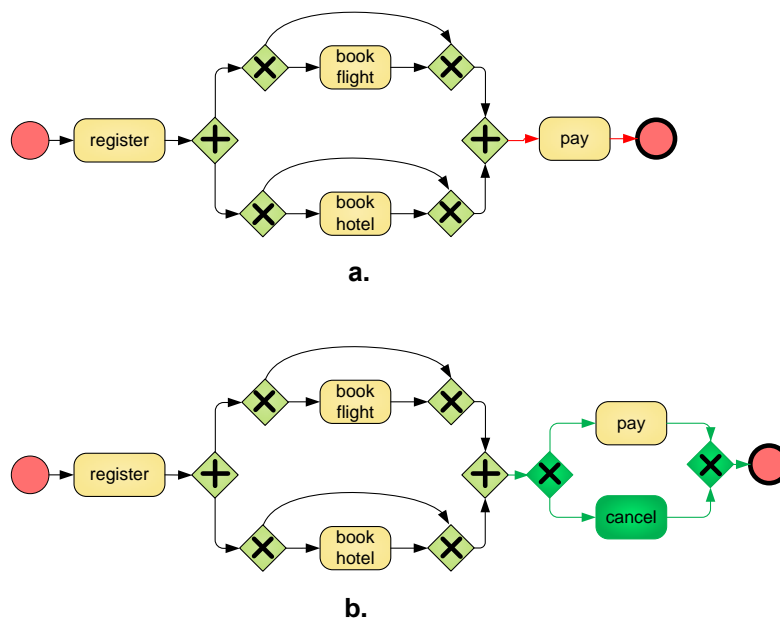 book
flight
register
pay
book
hotel
a.
book
flight
pay
register
cancel
book
hotel
b.